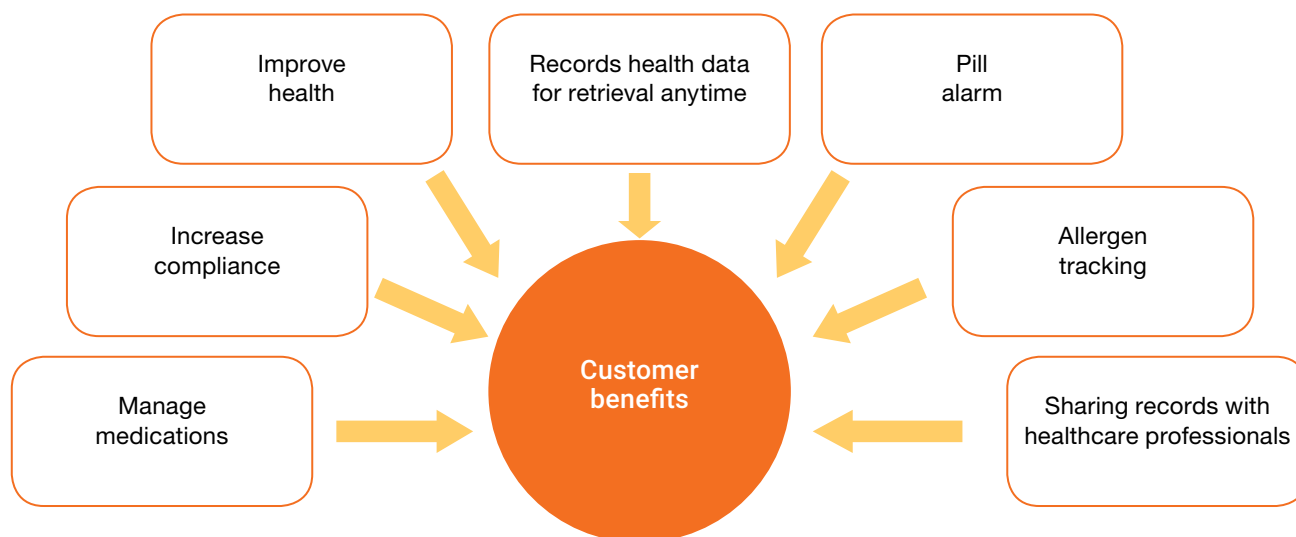 Improve
health
Records health data
for retrieval anytime
Pill
alarm
Increase
compliance
Allergen
tracking
Customer
benefits
Manage
medications
Sharing records with
healthcare professionals